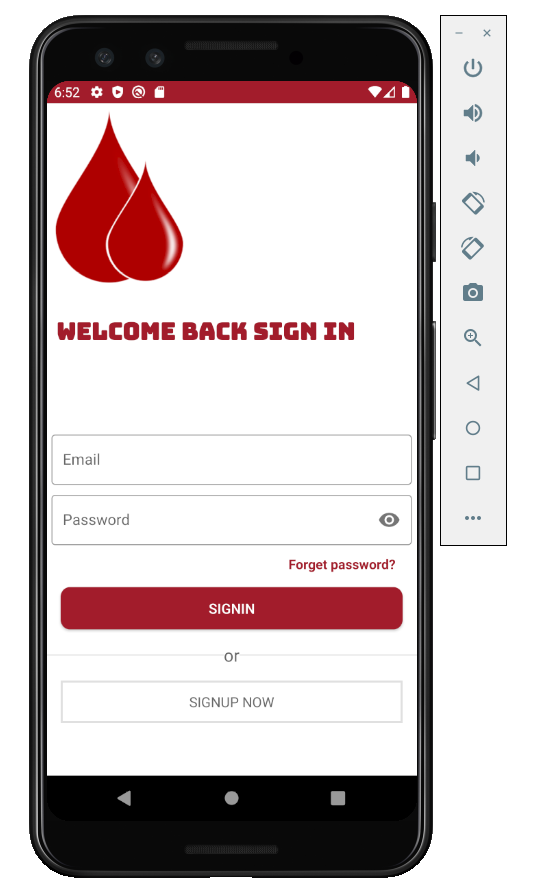 6:52
WELCOME BACK SIGN IN
Email
Password
Forget password?
SIGNIN
or
SIGNUP NOW